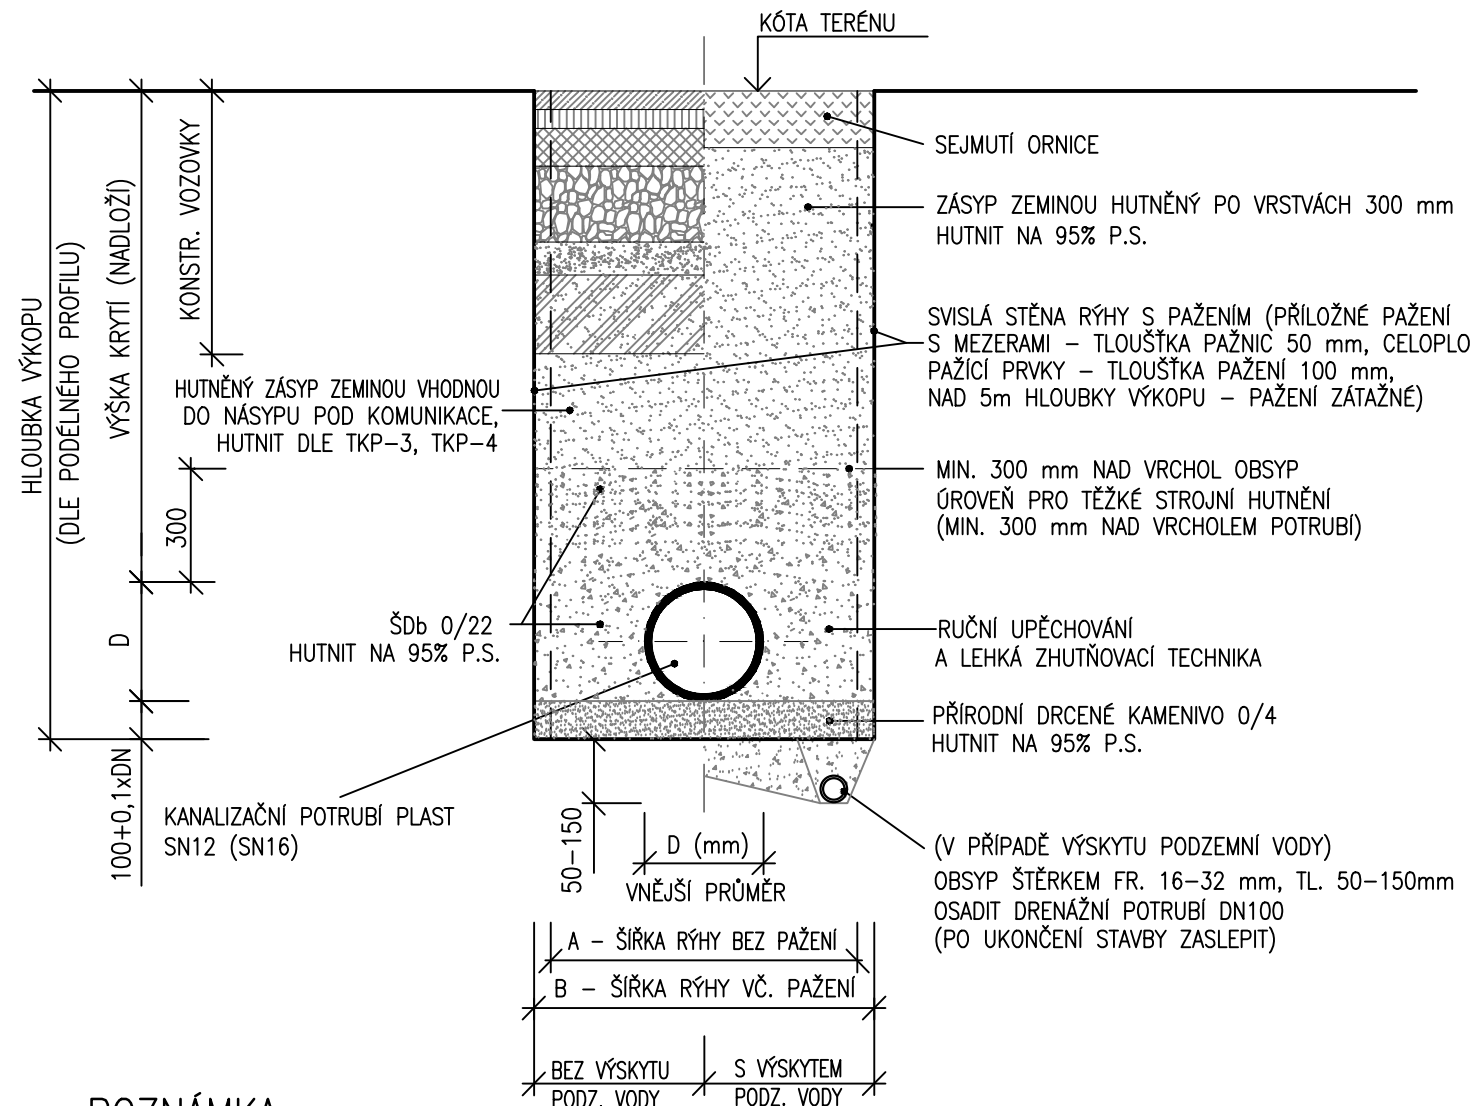 KÓTA TERÉNU
SEJMUTÍ ORNICE
ZÁSYP ZEMINOU HUTNĚNÝ PO VRSTVÁCH 300 mm
HUTNIT NA 95% P.S.
SVISLÁ STĚNA RÝHY S PAŽENÍM (PŘÍLOŽNÉ PAŽENÍ
S MEZERAMI – TLOUŠŤKA PAŽNIC 50 mm, CELOPLO
PAŽÍCÍ PRVKY – TLOUŠŤKA PAŽENÍ 100 mm,
NAD 5m HLOUBKY VÝKOPU – PAŽENÍ ZÁTAŽNÉ)
MIN. 300 mm NAD VRCHOL OBSYP
ÚROVEŇ PRO TĚŽKÉ STROJNÍ HUTNĚNÍ
(MIN. 300 mm NAD VRCHOLEM POTRUBÍ)
RUČNÍ UPĚCHOVÁNÍ
A LEHKÁ ZHUTŇOVACÍ TECHNIKA
PŘÍRODNÍ DRCENÉ KAMENIVO 0/4
HUTNIT NA 95% P.S.
(V PŘÍPADĚ VÝSKYTU PODZEMNÍ VODY)
OBSYP ŠTĚRKEM FR. 16–32 mm, TL. 50–150mm
OSADIT DRENÁŽNÍ POTRUBÍ DN100
(PO UKONČENÍ STAVBY ZASLEPIT)
HLOUBKA VÝKOPU
(DLE PODÉLNÉHO PROFILU)
VÝŠKA KRYTÍ (NADLOŽÍ)
KONSTR. VOZOVKY
300
D
100+0,1xDN
HUTNĚNÝ ZÁSYP ZEMINOU VHODNOU
DO NÁSYPU POD KOMUNIKACE,
HUTNIT DLE TKP–3, TKP–4
ŠDb 0/22
HUTNIT NA 95% P.S.
KANALIZAČNÍ POTRUBÍ PLAST
SN12 (SN16)
50–150
D (mm)
VNĚJŠÍ PRŮMĚR
A – ŠÍŘKA RÝHY BEZ PAŽENÍ
B – ŠÍŘKA RÝHY VČ. PAŽENÍ
BEZ VÝSKYTU
PODZ. VODY
S VÝSKYTEM
PODZ. VODY
POZNÁMKA